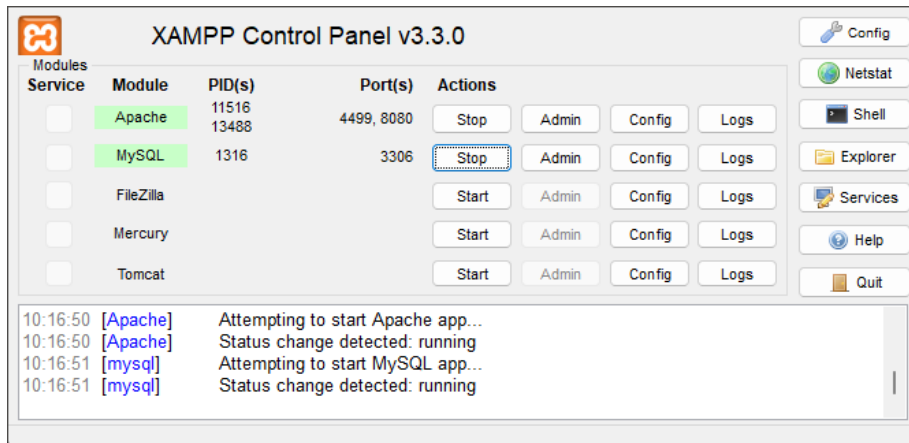 XAMPP Control Panel v3.3.0
Modules
Service Module PID(s) Port(s) Actions
Apache 11516 13488 4499, 8080 Stop Admin Config Logs
MySQL 1316 3306 Stop Admin Config Logs
FileZilla Start Admin Config Logs
Mercury Start Admin Config Logs
Tomcat Start Admin Config Logs
Config
Netstat
Shell
Explorer
Services
Help
Quit
10:16:50 [Apache] Attempting to start Apache app...
10:16:50 [Apache] Status change detected: running
10:16:51 [mysql] Attempting to start MySQL app...
10:16:51 [mysql] Status change detected: running